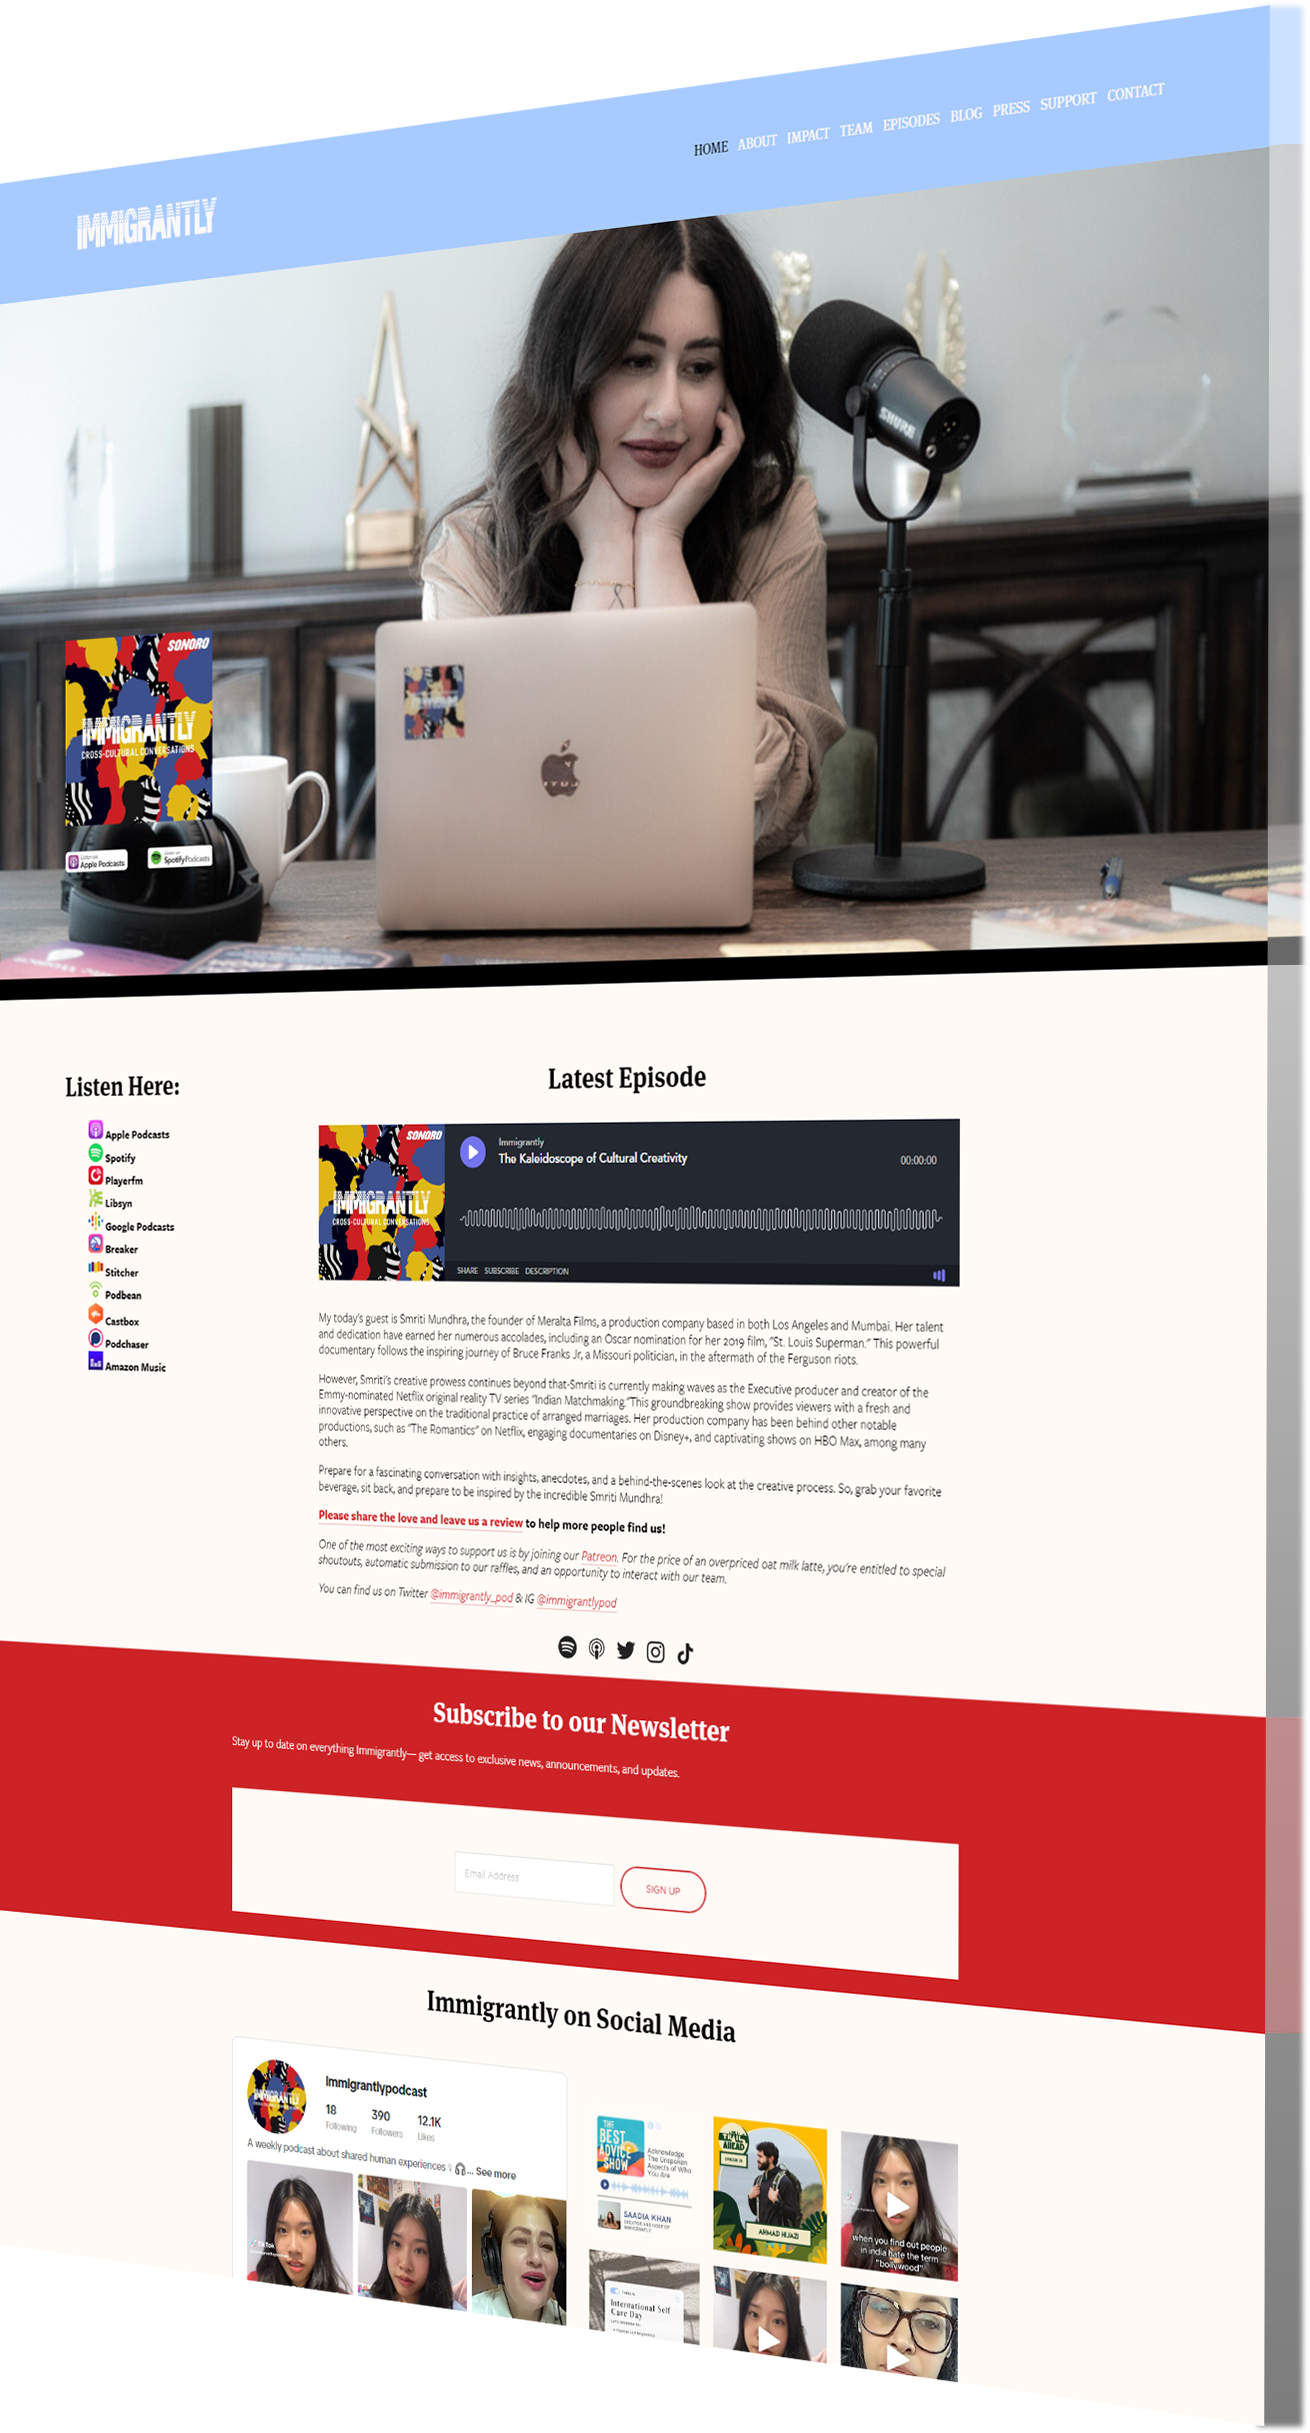 HOME ABOUT IMPACT TEAM EPISODES BLOG PRESS SUPPORT CONTACT
IMMIGRANTLY
SHURE
SONORO
IMMIGRANTLY
CROSS-CULTURAL CONVERSATIONS
Apple Podcasts
Spotify Podcasts
Listen Here:
Apple Podcasts
Spotify
Playerfm
Libsyn
Google Podcasts
Breaker
Stitcher
Podbean
Castbox
Podchaser
Amazon Music
Latest Episode
SONORO
IMMIGRANTLY
CROSS-CULTURAL CONVERSATIONS
Immigrantly
The Kaleidoscope of Cultural Creativity
00:00:00
SHARE SUBSCRIBE DESCRIPTION
My today's guest is Smriti Mundhra, the founder of Meralta Films, a production company based in both Los Angeles and Mumbai. Her talent
and dedication have earned her numerous accolades, including an Oscar nomination for her 2019 film, "St. Louis Superman." This powerful
documentary follows the inspiring journey of Bruce Franks Jr, a Missouri politician, in the aftermath of the Ferguson riots.
However, Smriti's creative prowess continues beyond that-Smriti is currently making waves as the Executive producer and creator of the
Emmy-nominated Netflix original reality TV series "Indian Matchmaking."This groundbreaking show provides viewers with a fresh and
innovative perspective on the traditional practice of arranged marriages. Her production company has been behind other notable
productions, such as "The Romantics" on Netflix, engaging documentaries on Disney+, and captivating shows on HBO Max, among many
others.
Prepare for a fascinating conversation with insights, anecdotes, and a behind-the-scenes look at the creative process. So, grab your favorite
beverage, sit back, and prepare to be inspired by the incredible Smriti Mundhra!
Please share the love and leave us a review to help more people find us!
One of the most exciting ways to support us is by joining our Patreon. For the price of an overpriced oat milk latte, you're entitled to special
shoutouts, automatic submission to our raffles, and an opportunity to interact with our team.
You can find us on Twitter @immigrantly_pod & IG @immigrantlypod
Subscribe to our Newsletter
Stay up to date on everything Immigrantly— get access to exclusive news, announcements, and updates.
Email Address
SIGN UP
Immigrantly on Social Media
Immigrantlypodcast
18 390 12.1K
Following Followers Likes
A weekly podcast about shared human experiences ... See more
THE
BEST
ADVICE
SHOW
Acknowledge
The Unspoken
Aspects of Who
You Are
SAADIA KHAN
CREATOR AND HOST OF
IMMIGRANTLY
AHMAD HIJAZI
when you find out people
in india hate the term
"bollywood"
TikTok
International Self
Care Day